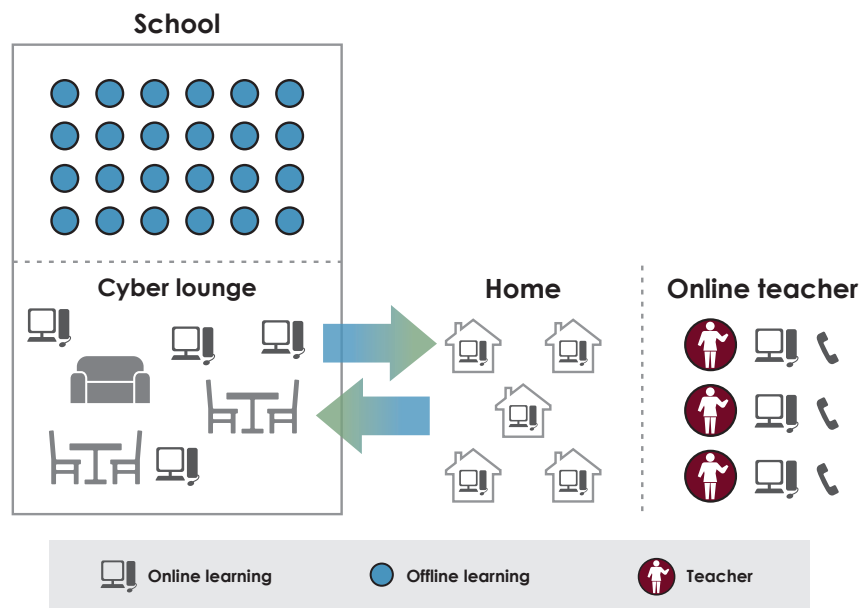 School
Cyber lounge
Home
Online teacher
Online learning
Offline learning
Teacher